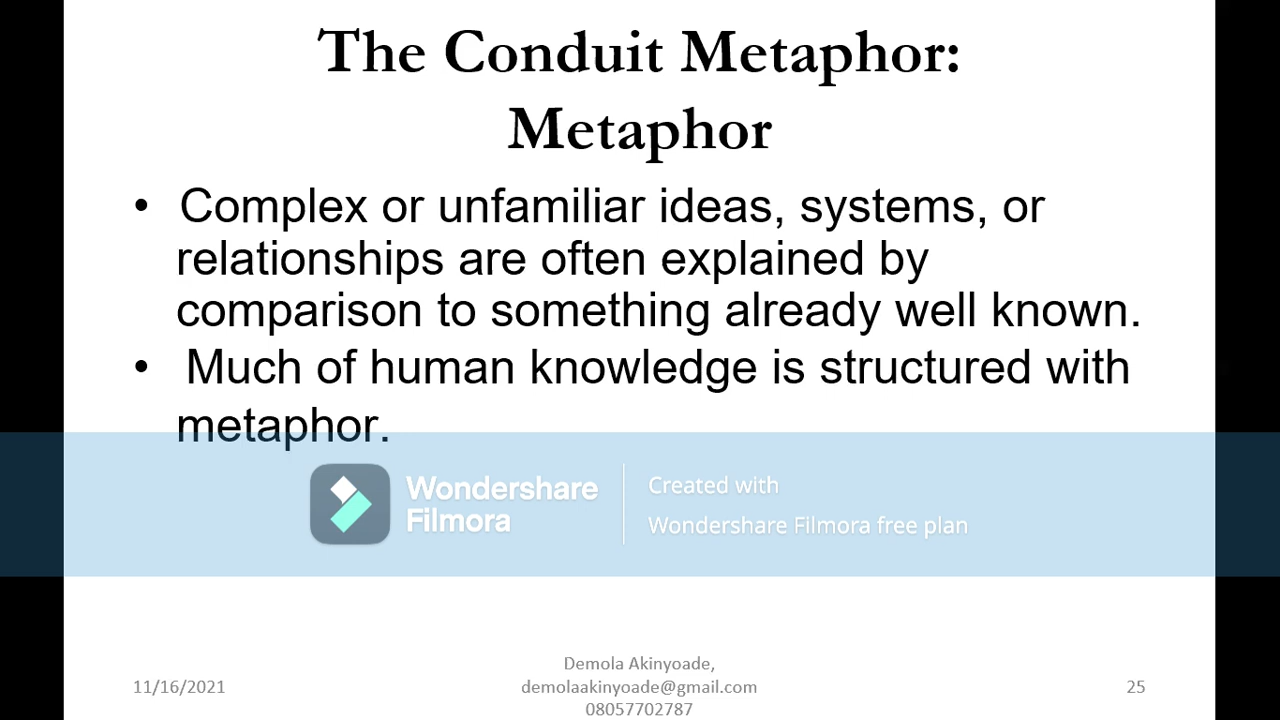 The Conduit Metaphor:
Metaphor
• Complex or unfamiliar ideas, systems, or
relationships are often explained by
comparison to something already well known.
• Much of human knowledge is structured with
metaphor.
Wondershare
Filmora
Created with
Wondershare Filmora free plan
11/16/2021
Demola Akinyoade,
demolaakinyoade@gmail.com
08057702787
25